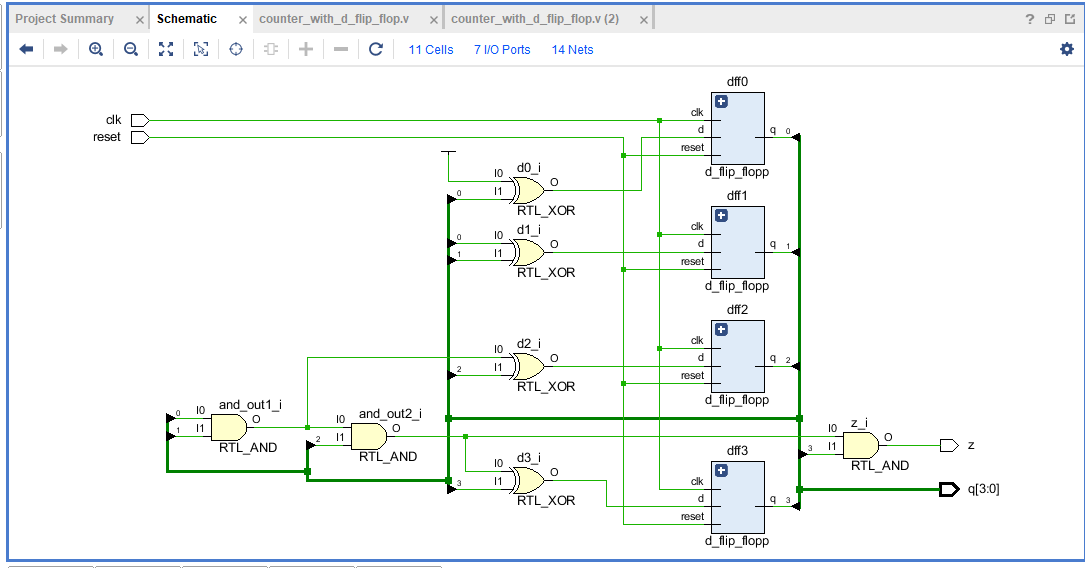 Project Summary × Schematic × counter_with_d_flip_flop.v × counter_with_d_flip_flop.v (2) ×
? 
11 Cells 7 I/O Ports 14 Nets
clk
reset
dff0
clk
d
reset
q 0
d_flip_flopp
d0_i
I0
I1
0
O
RTL_XOR
dff1
clk
d
reset
q 1
d_flip_flopp
d1_i
I0
I1
0
1
O
RTL_XOR
dff2
clk
d
reset
q 2
d_flip_flopp
d2_i
I0
I1
2
O
RTL_XOR
and_out1_i
0
1
I0
I1
O
RTL_AND
and_out2_i
2
I0
I1
O
RTL_AND
d3_i
I0
I1
3
O
RTL_XOR
dff3
clk
d
reset
q 3
d_flip_flopp
z_i
I0
I1
3
O
RTL_AND
z
q[3:0]